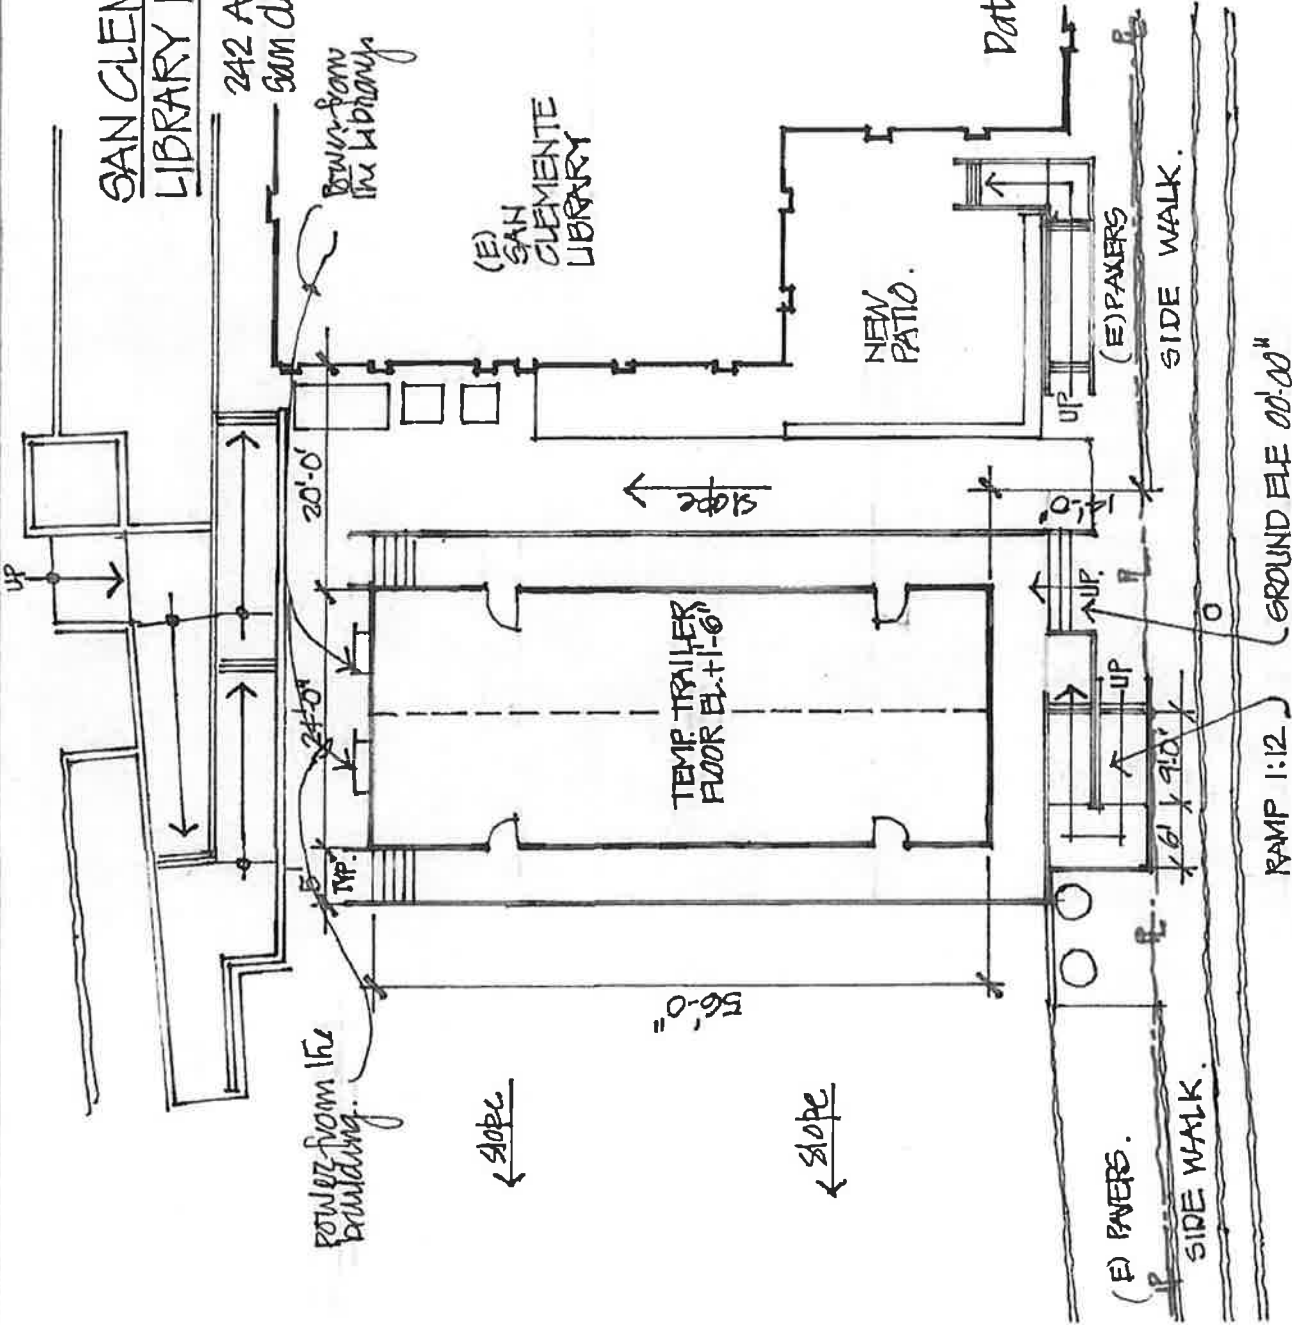 SAN CLEM
LIBRARY
242 A
San Cl
Power from
the Library
(E)
SAN
CLEMENTE
LIBRARY
NEW
PATIO.
Dat
UP
20'-0'
24'-0"
5'
TYP.
slope
TEMP. TRAILER
FLOOR EL. +1'-6"
56'-0"
Power from the
building.
slope
slope
14'-0"
UP
UP.
UP
6' 9'-0"
(E) PAVERS
SIDE WALK.
(E) PAVERS.
SIDE WALK.
RAMP 1:12
GROUND ELE 00'-00"